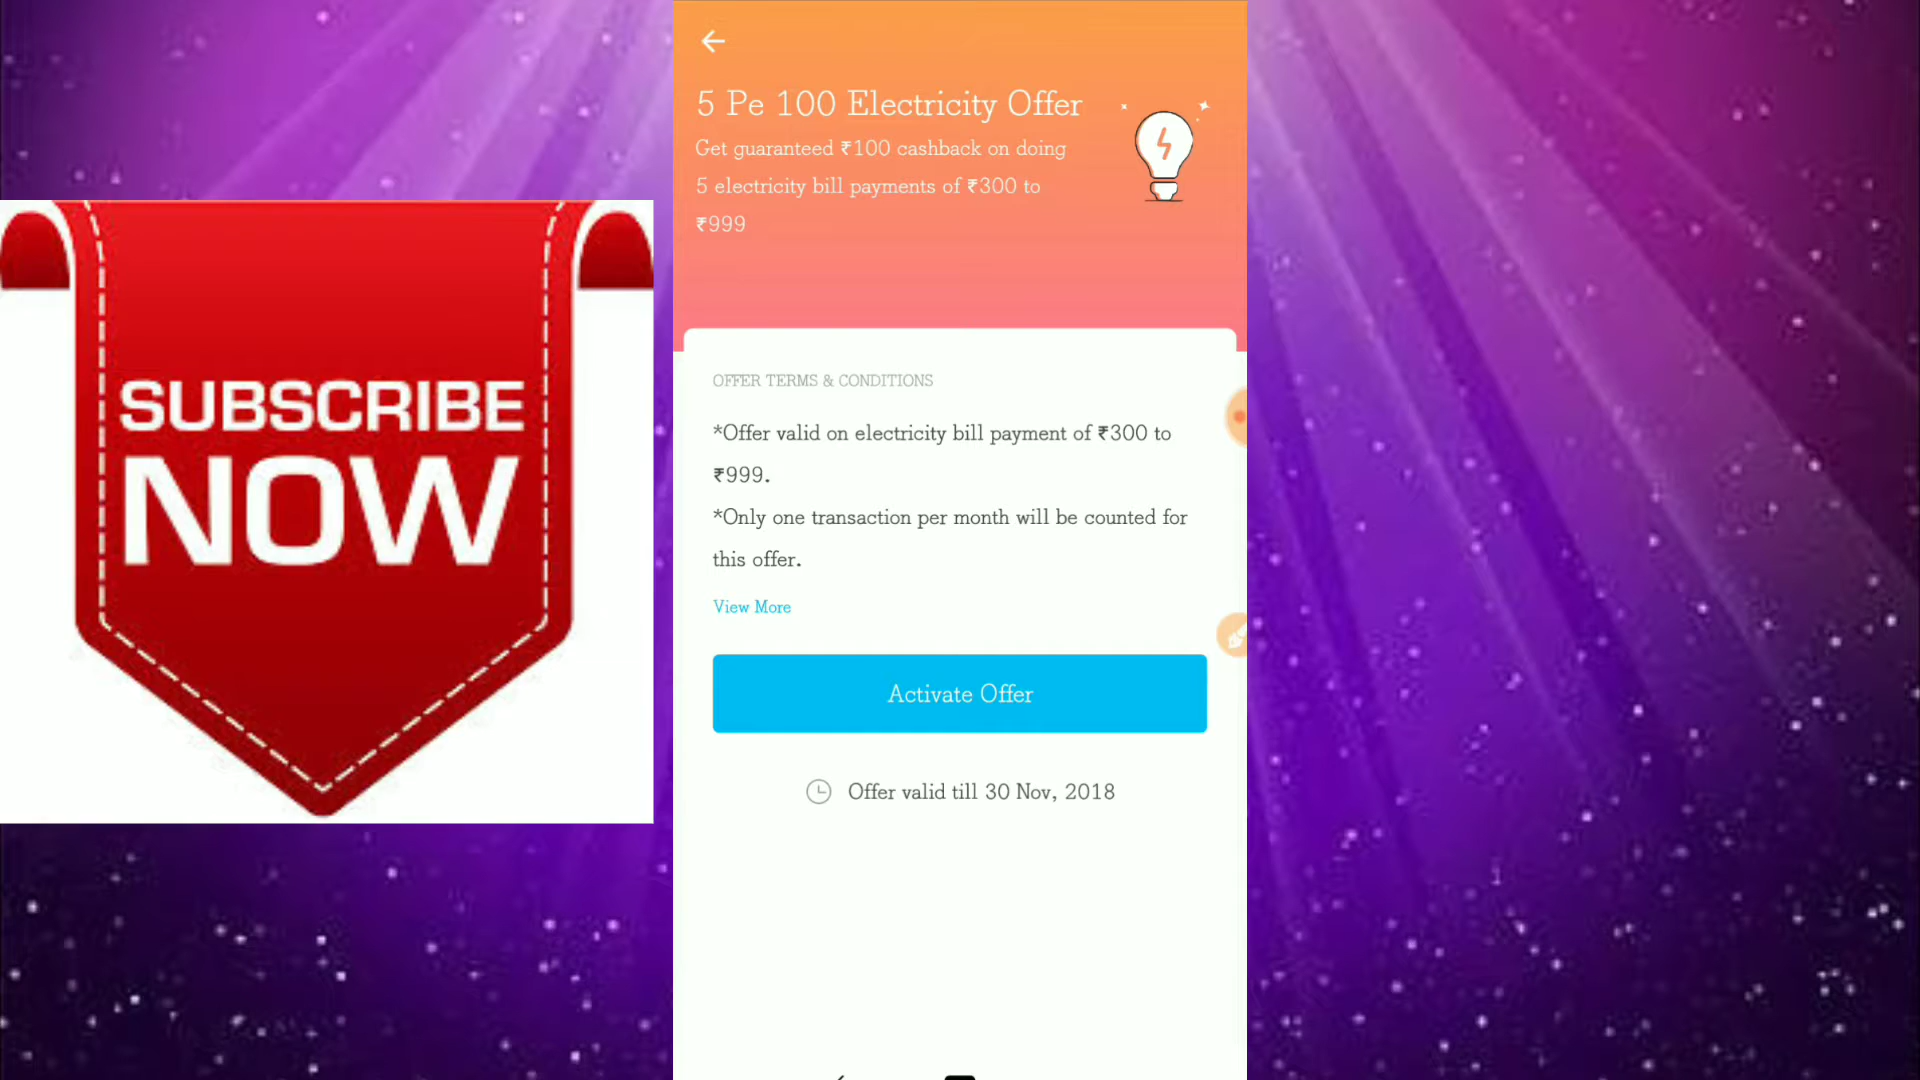 SUBSCRIBE
NOW
5 Pe 100 Electricity Offer
Get guaranteed ₹100 cashback on doing
5 electricity bill payments of ₹300 to
₹999
OFFER TERMS & CONDITIONS
*Offer valid on electricity bill payment of ₹300 to
₹999.
*Only one transaction per month will be counted for
this offer.
View More
Activate Offer
Offer valid till 30 Nov, 2018